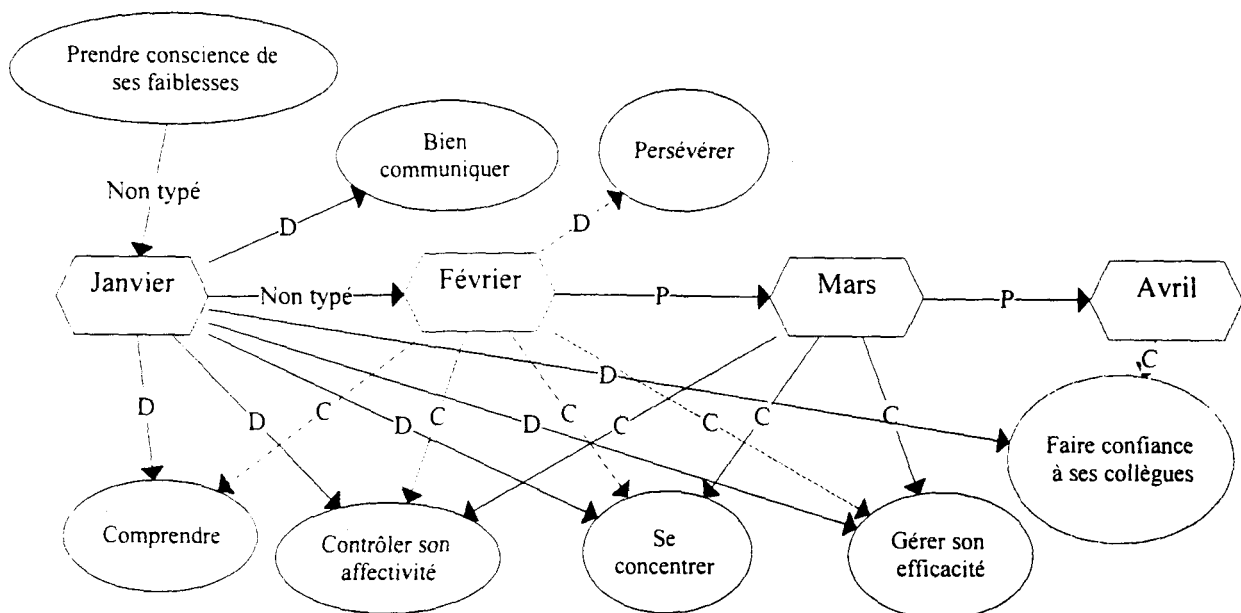 Prendre conscience de
ses faiblesses
Bien
communiquer
Persévérer
Non typé
D
D
Janvier
Non typé
Février
P
Mars
P
Avril
D
C
D
D
C
C
D
C
D
D
C
C
C
C
Faire confiance
à ses collègues
Comprendre
Contrôler son
affectivité
Se
concentrer
Gérer son
efficacité